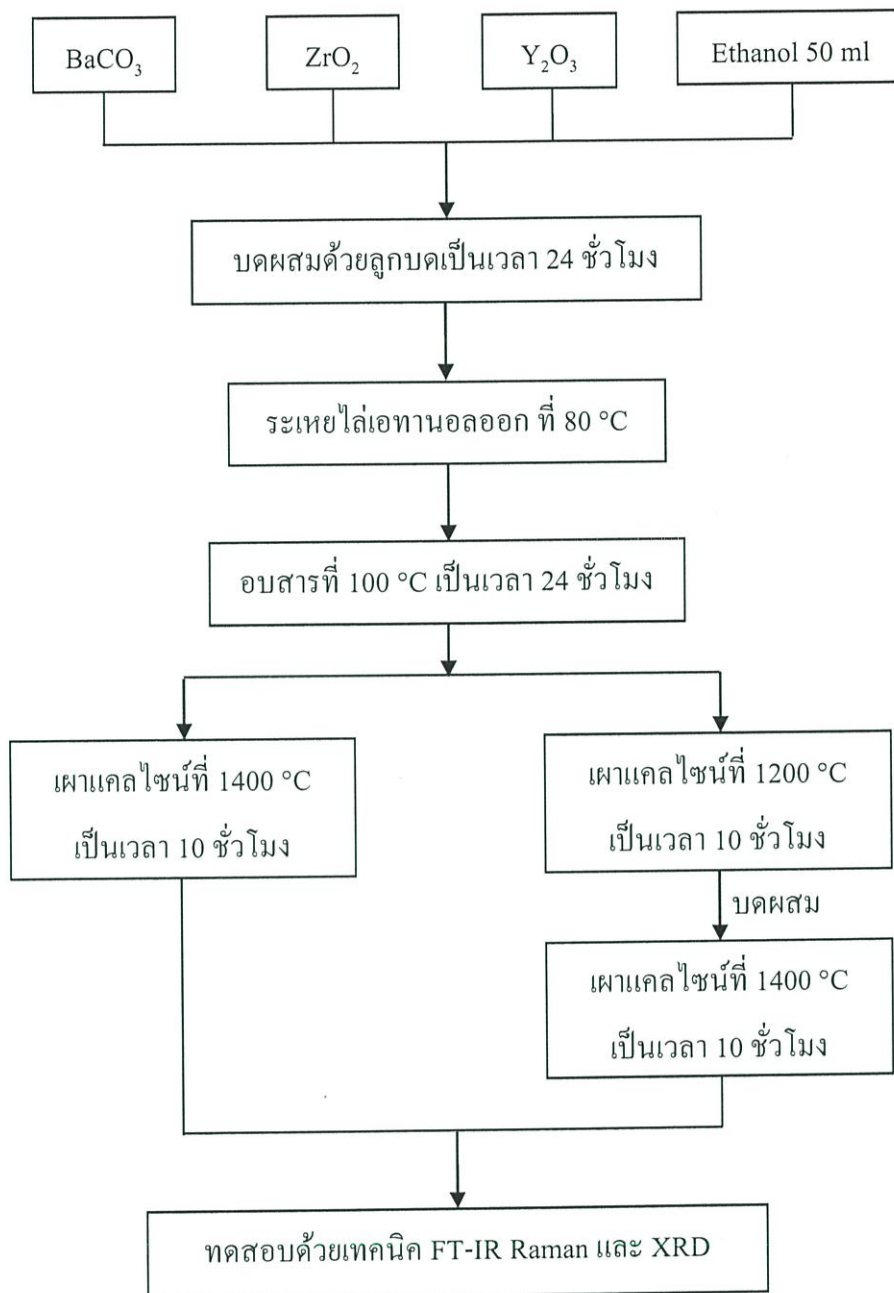 BaCO₃
ZrO₂
Y₂O₃
Ethanol 50 ml
บดผสมด้วยลูกบดเป็นเวลา 24 ชั่วโมง
ระเหยไล่เอทานอลออก ที่ 80 °C
อบสารที่ 100 °C เป็นเวลา 24 ชั่วโมง
เผาแคลไซน์ที่ 1400 °C
เป็นเวลา 10 ชั่วโมง
เผาแคลไซน์ที่ 1200 °C
เป็นเวลา 10 ชั่วโมง
บดผสม
เผาแคลไซน์ที่ 1400 °C
เป็นเวลา 10 ชั่วโมง
ทดสอบด้วยเทคนิค FT-IR Raman และ XRD